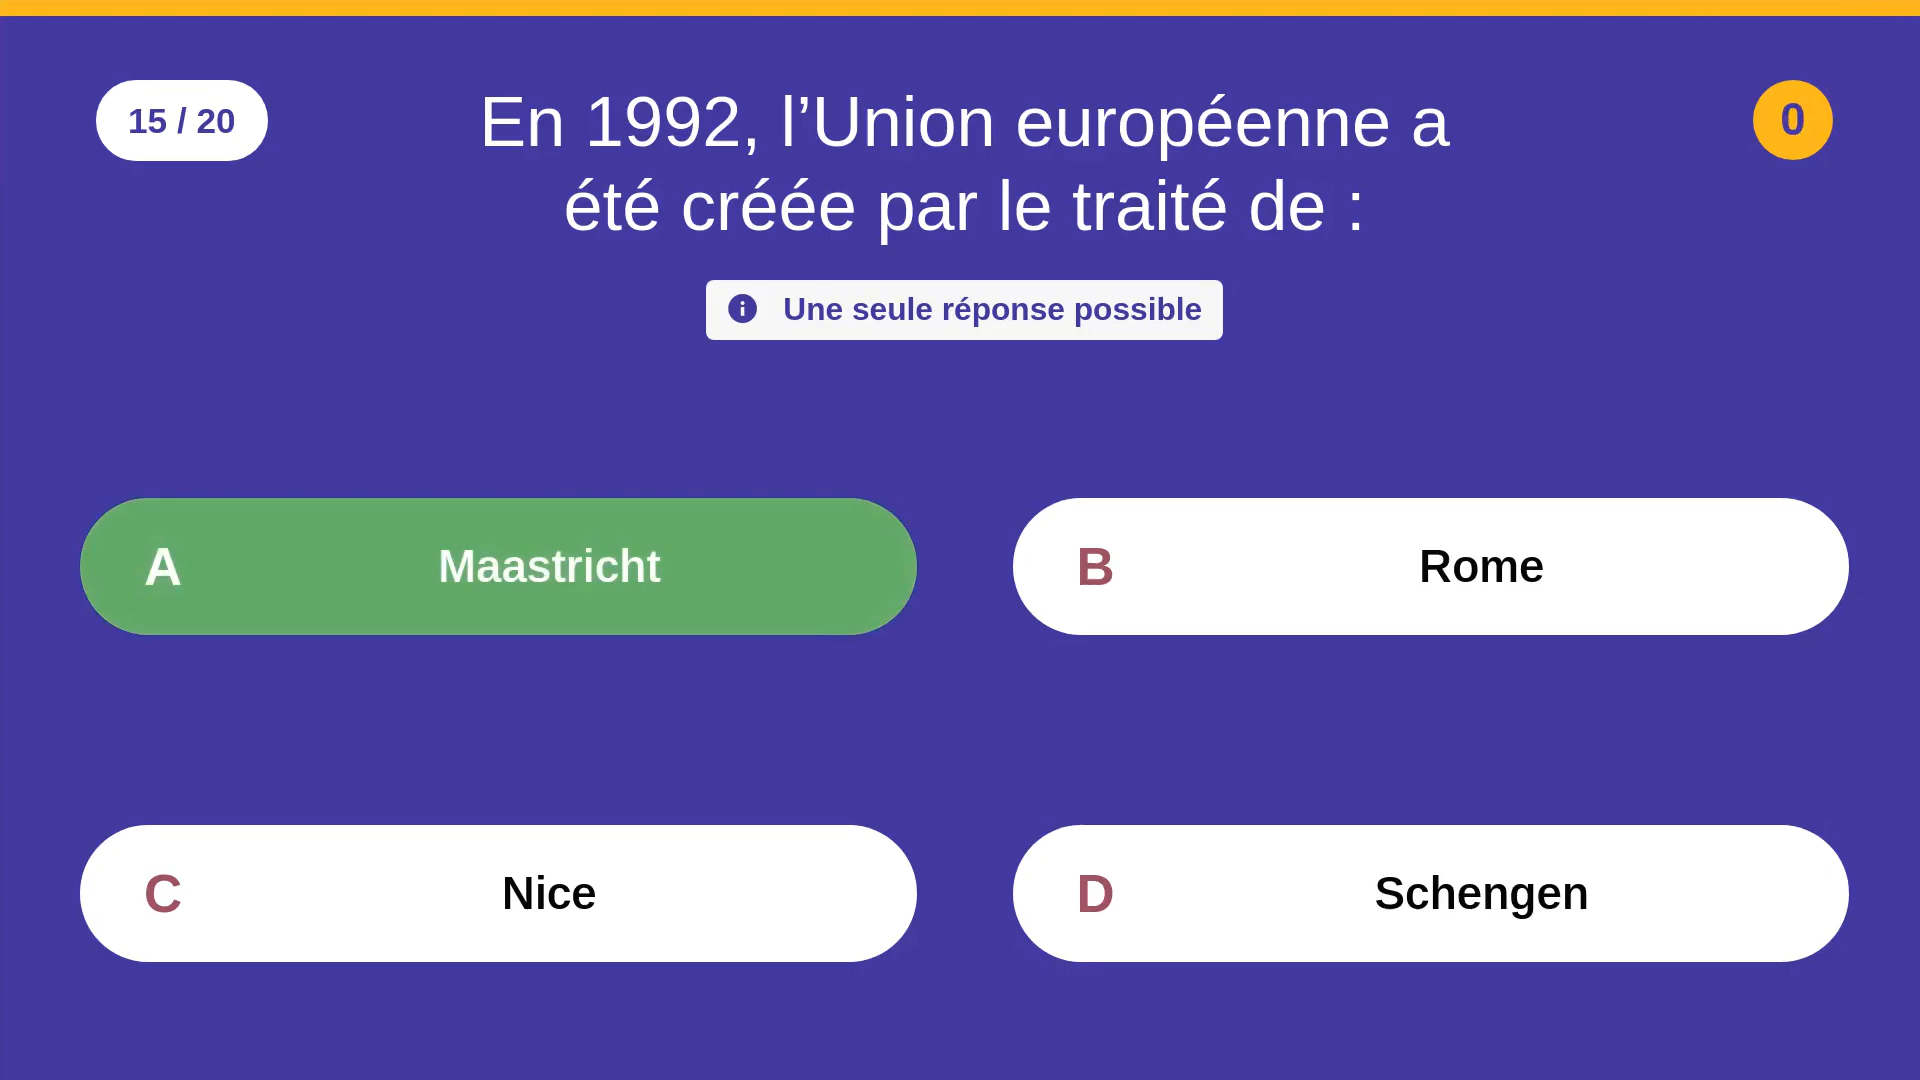 15 / 20
En 1992, l’Union européenne a
été créée par le traité de :
0
Une seule réponse possible
A Maastricht
B Rome
C Nice
D Schengen